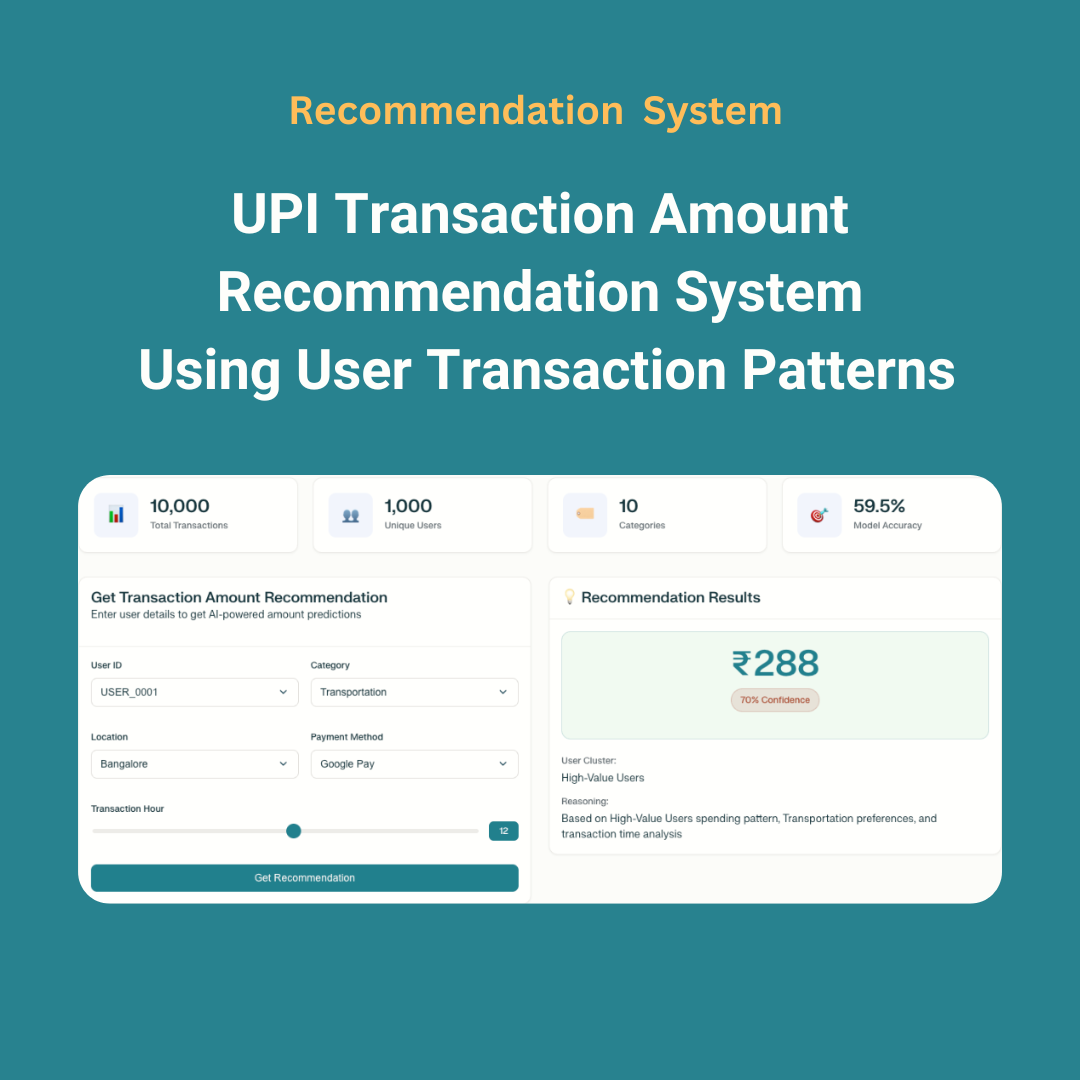 Recommendation System
UPI Transaction Amount
Recommendation System
Using User Transaction Patterns
10,000
Total Transactions
1,000
Unique Users
10
Categories
59.5%
Model Accuracy
Get Transaction Amount Recommendation
Enter user details to get AI-powered amount predictions
User ID
Category
USER_0001
Transportation
Location
Payment Method
Bangalore
Google Pay
Transaction Hour
12
Get Recommendation
Recommendation Results
₹288
70% Confidence
User Cluster:
High-Value Users
Reasoning:
Based on High-Value Users spending pattern, Transportation preferences, and
transaction time analysis